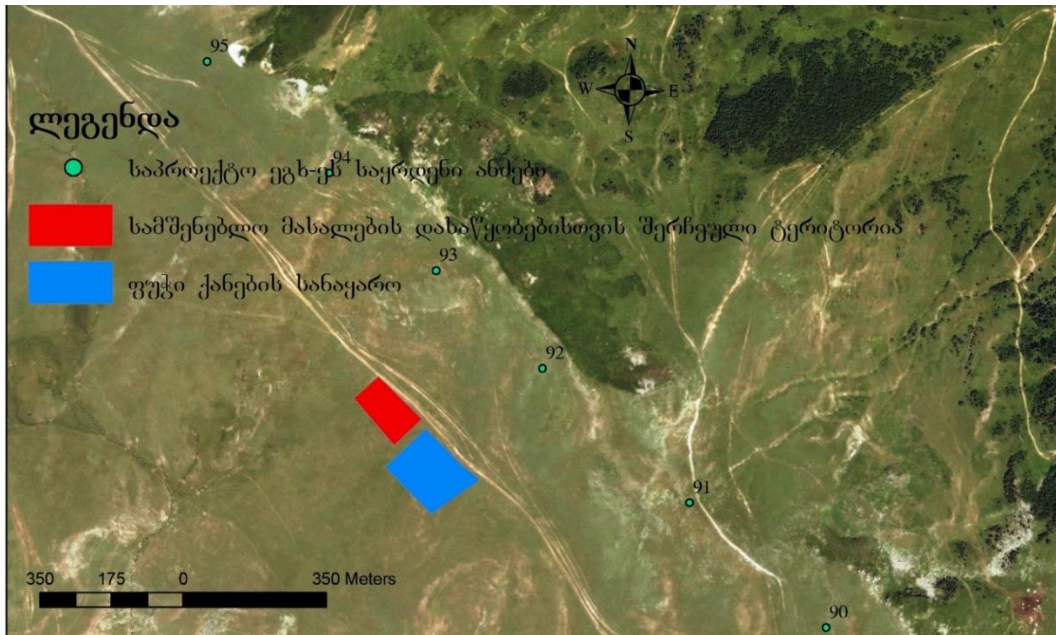 95
N
W E
S
ლეგენდა
94
საპროექტო ეგხ-ეს საყრდენი ანძები
სამშენებლო მასალების დასაწყობებისთვის შერჩეული ტერიტორია
93
ფუჭი ქანების სანაყარო
92
91
350 175 0 350 Meters
90